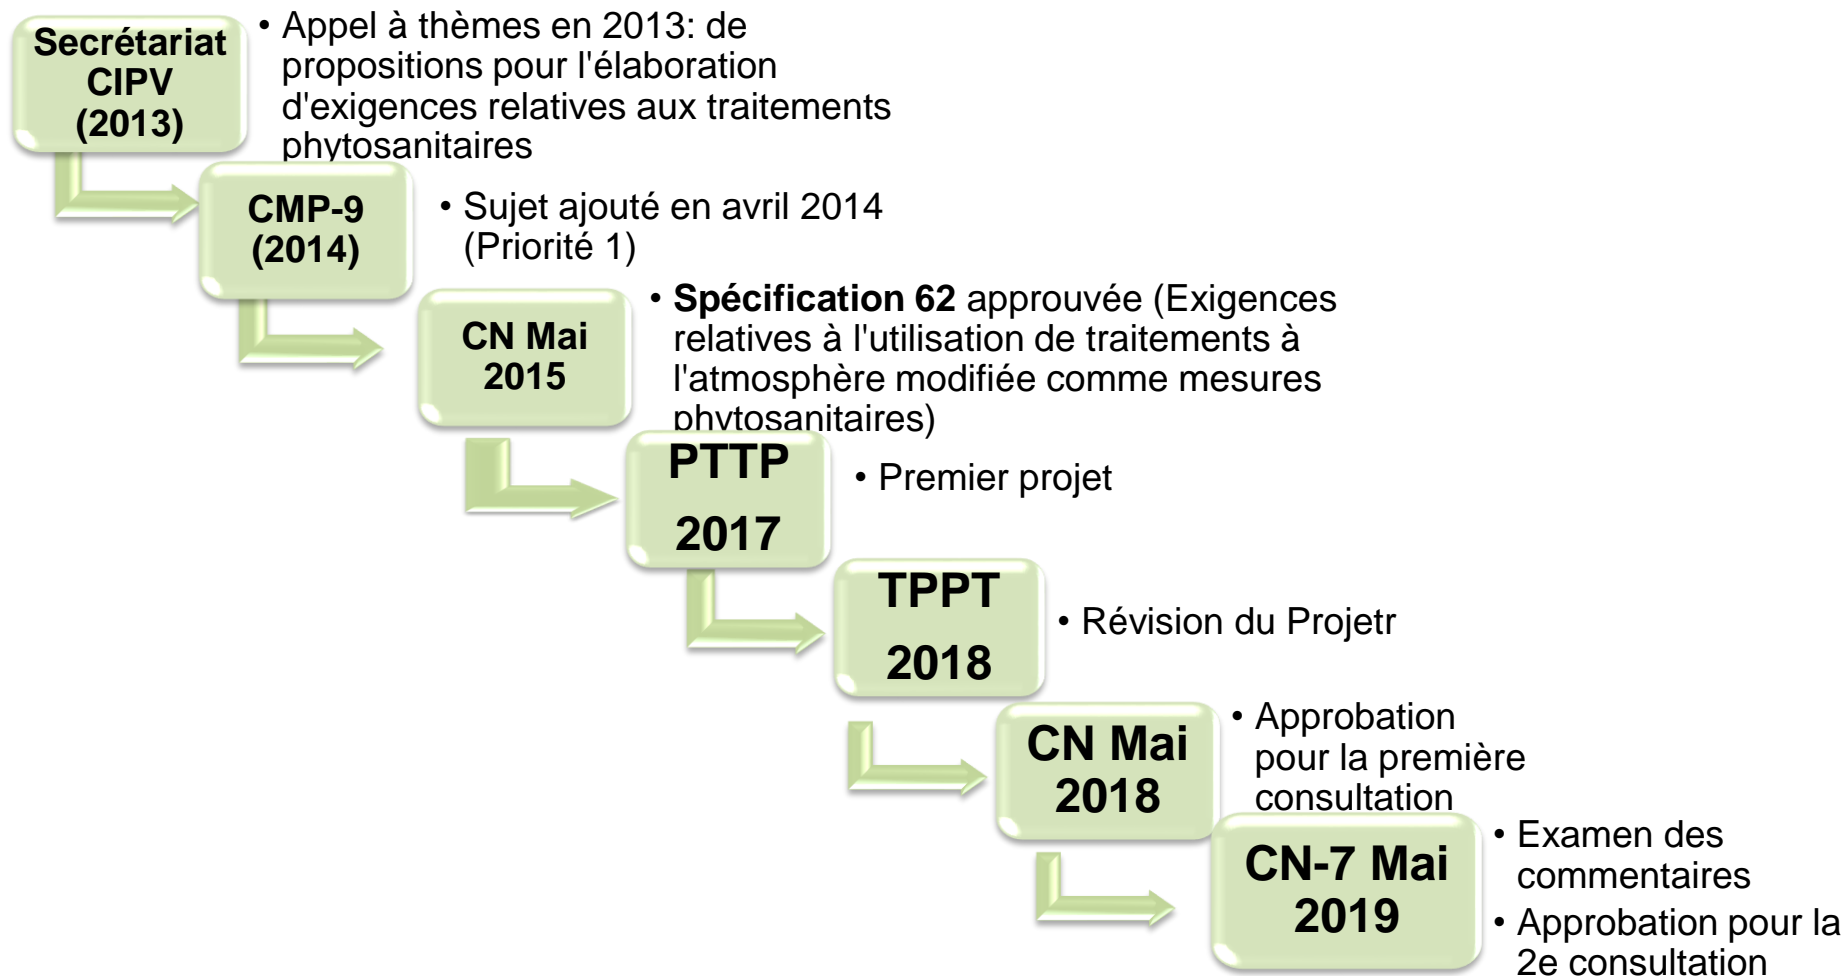 Secrétariat
CIPV
(2013)
• Appel à thèmes en 2013: de
propositions pour l'élaboration
d'exigences relatives aux traitements
phytosanitaires
CMP-9
(2014)
• Sujet ajouté en avril 2014
(Priorité 1)
CN Mai
2015
• Spécification 62 approuvée (Exigences
relatives à l'utilisation de traitements à
l'atmosphère modifiée comme mesures
phytosanitaires)
PTTP
2017
• Premier projet
TPPT
2018
• Révision du Projetr
CN Mai
2018
• Approbation
pour la première
consultation
CN-7 Mai
2019
• Examen des
commentaires
• Approbation pour la
2e consultation